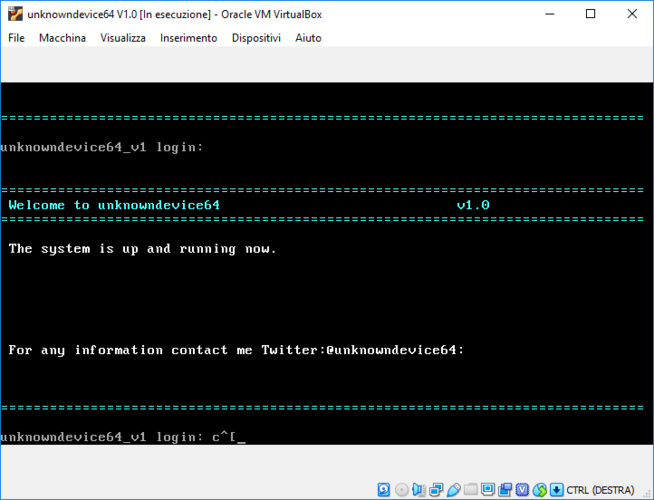 unknowndevice64 V1.0 [In esecuzione] - Oracle VM VirtualBox
File Macchina Visualizza Inserimento Dispositivi Aiuto
================================================================================
unknowndevice64_v1 login:
================================================================================
Welcome to unknowndevice64 v1.0
================================================================================
The system is up and running now.
For any information contact me Twitter:@unknowndevice64:
================================================================================
unknowndevice64_v1 login: c^[_
CTRL (DESTRA)